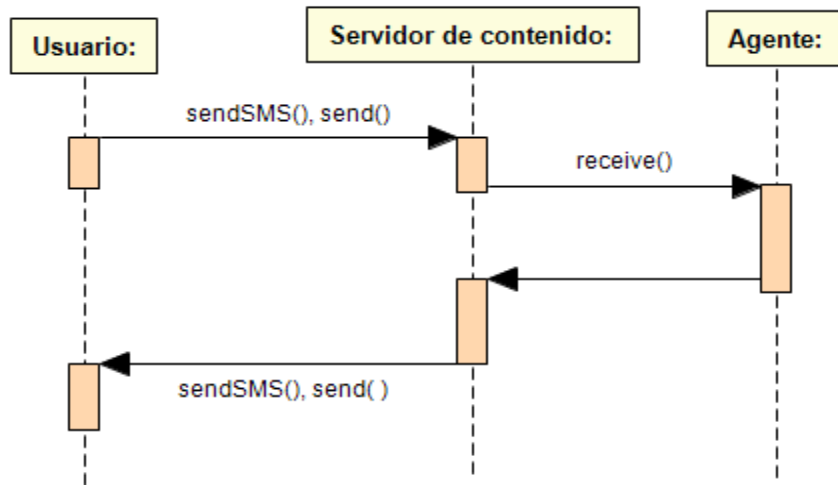 Usuario:
Servidor de contenido:
Agente:
sendSMS(), send()
receive()
sendSMS(), send( )